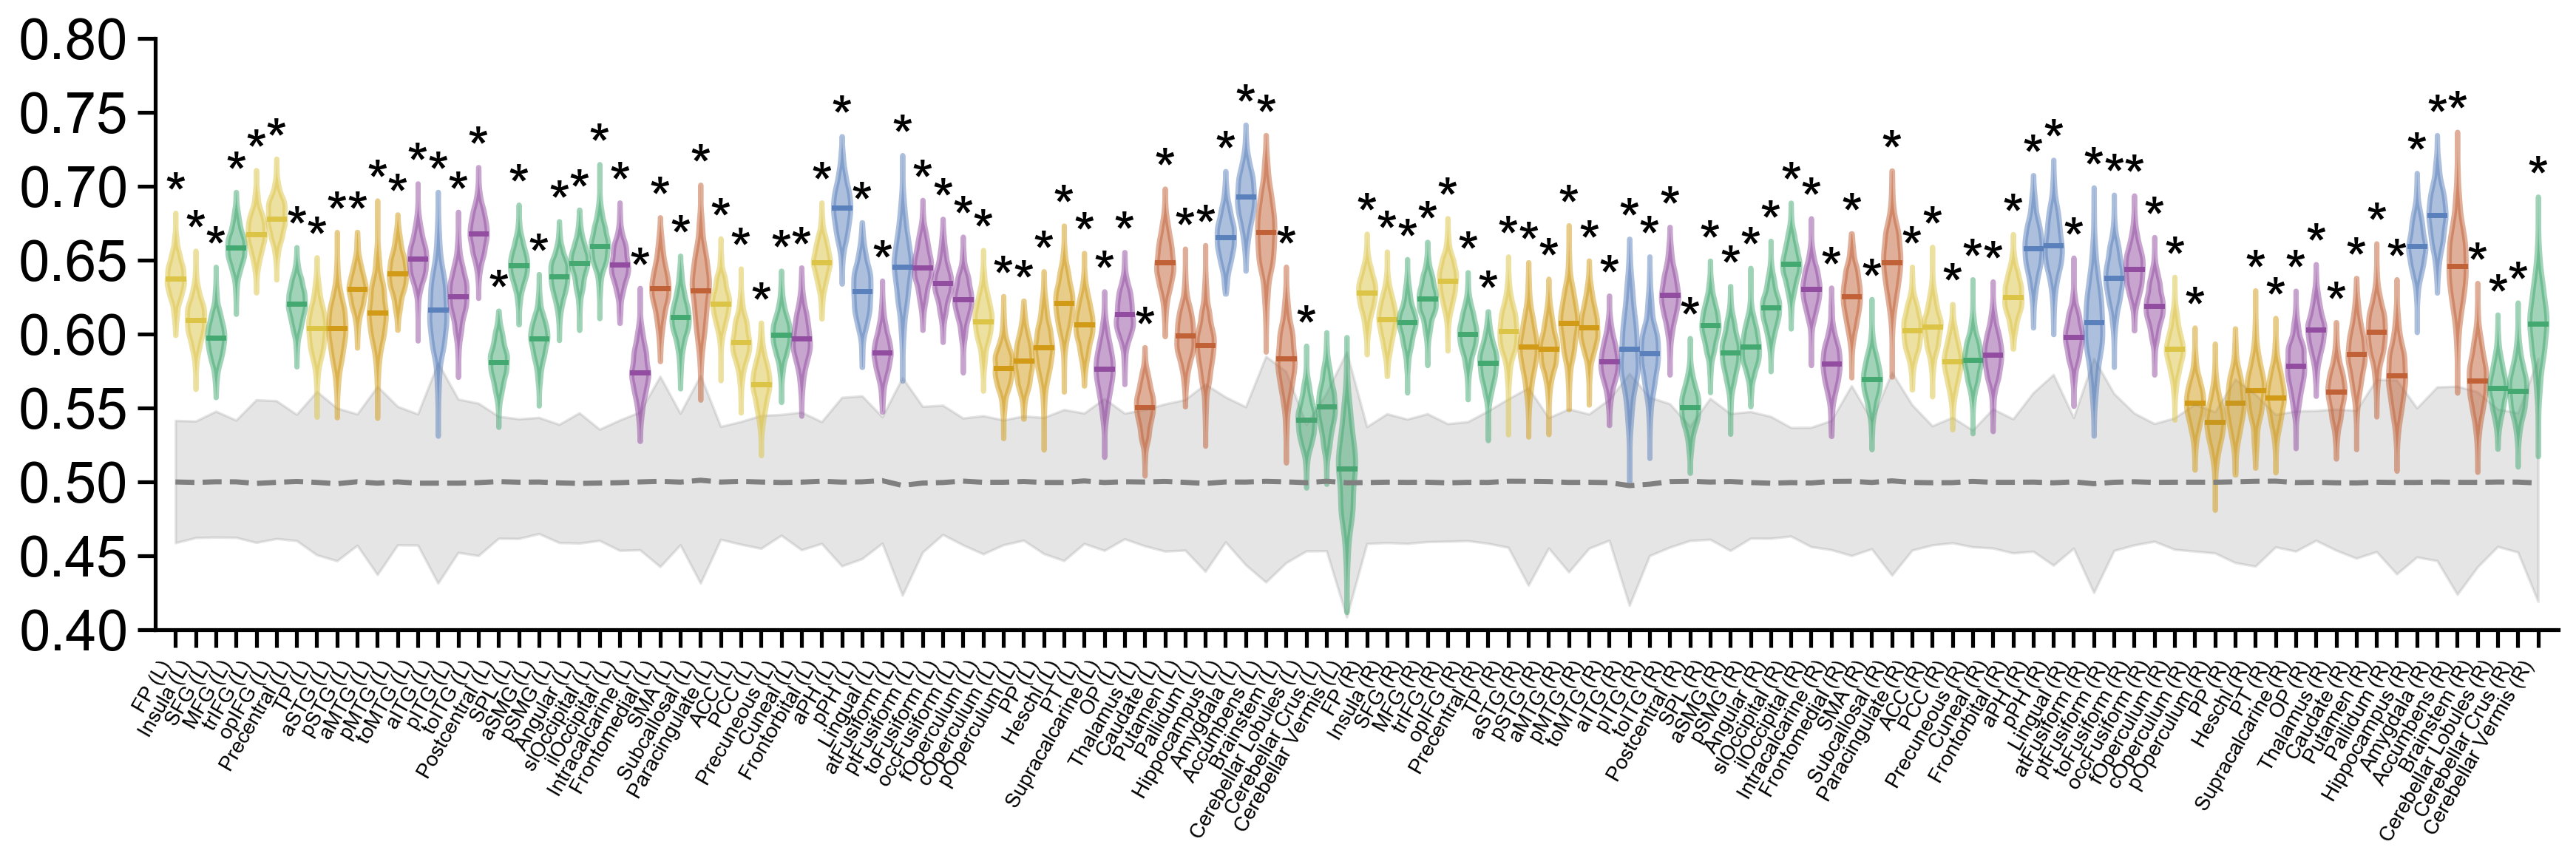 0.80
0.75
0.70
0.65
0.60
0.55
0.50
0.45
0.40
FP (L)
Insula (L)
SFG (L)
MFG (L)
trIFG (L)
opIFG (L)
Precentral (L)
TP (L)
aSTG (L)
pSTG (L)
aMTG (L)
pMTG (L)
toMTG (L)
aITG (L)
pITG (L)
toITG (L)
Postcentral (L)
SPL (L)
aSMG (L)
pSMG (L)
Angular (L)
slOccipital (L)
ilOccipital (L)
Intracalcarine (L)
Frontomedial (L)
SMA (L)
Subcallosal (L)
Paracingulate (L)
ACC (L)
PCC (L)
Precuneous (L)
Cuneal (L)
Frontorbital (L)
aPH (L)
pPH (L)
Lingual (L)
atFusiform (L)
ptFusiform (L)
toFusiform (L)
occFusiform (L)
fOperculum (L)
cOperculum (L)
pOperculum (L)
PP (L)
Heschl (L)
PT (L)
Supracalcarine (L)
OP (L)
Thalamus (L)
Caudate (L)
Putamen (L)
Pallidum (L)
Hippocampus (L)
Amygdala (L)
Accumbens (L)
Brainstem (L)
Cerebellar Lobules (L)
Cerebellar Crus (L)
Cerebellar Vermis (L)
FP (R)
Insula (R)
SFG (R)
MFG (R)
trIFG (R)
opIFG (R)
Precentral (R)
TP (R)
aSTG (R)
pSTG (R)
aMTG (R)
pMTG (R)
toMTG (R)
aITG (R)
pITG (R)
toITG (R)
Postcentral (R)
SPL (R)
aSMG (R)
pSMG (R)
Angular (R)
slOccipital (R)
ilOccipital (R)
Intracalcarine (R)
Frontomedial (R)
SMA (R)
Subcallosal (R)
Paracingulate (R)
ACC (R)
PCC (R)
Precuneous (R)
Cuneal (R)
Frontorbital (R)
aPH (R)
pPH (R)
Lingual (R)
atFusiform (R)
ptFusiform (R)
toFusiform (R)
occFusiform (R)
fOperculum (R)
cOperculum (R)
pOperculum (R)
PP (R)
Heschl (R)
PT (R)
Supracalcarine (R)
OP (R)
Thalamus (R)
Caudate (R)
Putamen (R)
Pallidum (R)
Hippocampus (R)
Amygdala (R)
Accumbens (R)
Brainstem (R)
Cerebellar Lobules (R)
Cerebellar Crus (R)
Cerebellar Vermis (R)